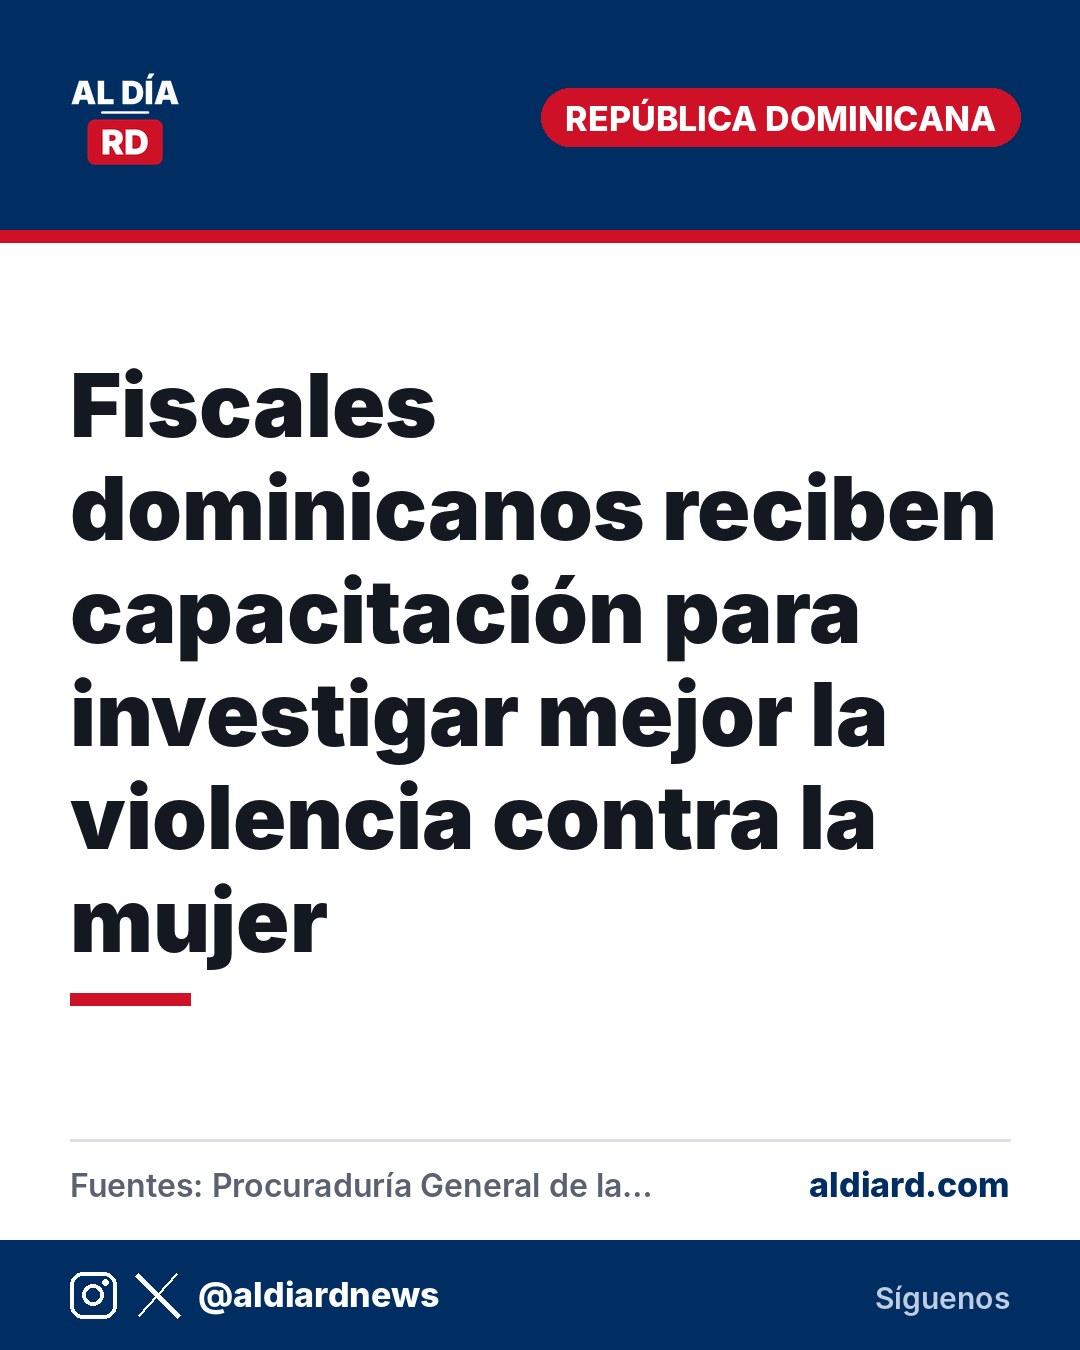 AL DÍA
RD
REPÚBLICA DOMINICANA
Fiscales
dominicanos reciben
capacitación para
investigar mejor la
violencia contra la
mujer
Fuentes: Procuraduría General de la...
aldiard.com
@aldiardnews
Síguenos